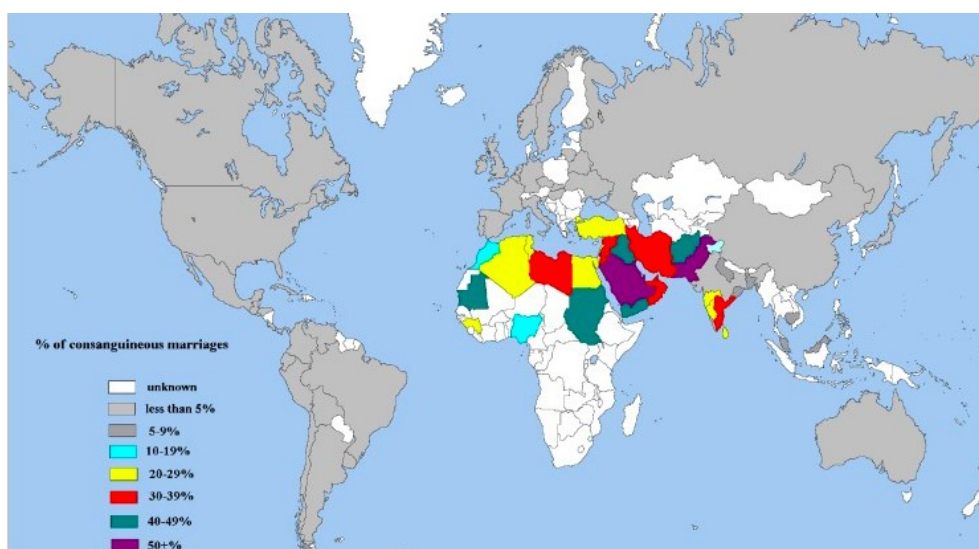 % of consanguineous marriages
unknown
less than 5%
5-9%
10-19%
20-29%
30-39%
40-49%
50+%